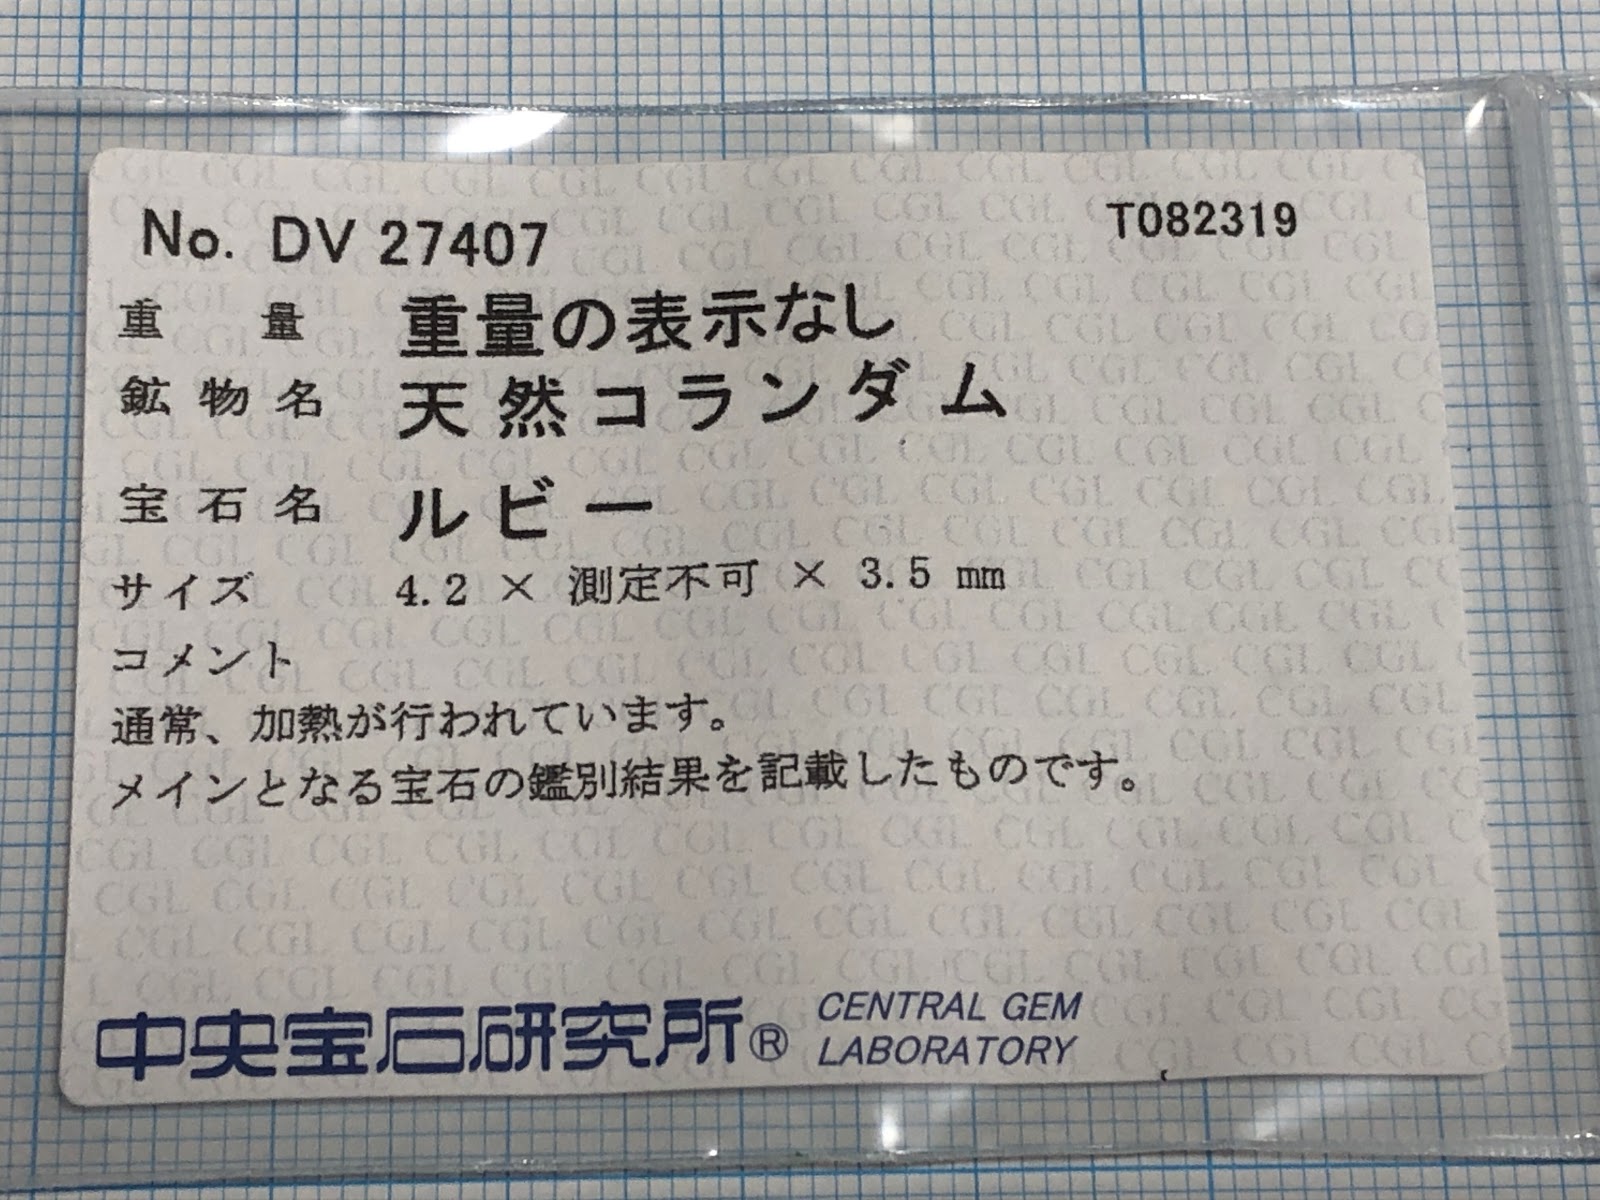 No. DV 27407 T082319
重量 重量の表示なし
鉱物名 天然コランダム
宝石名 ルビー
サイズ 4.2 × 測定不可 × 3.5 mm
コメント
通常、加熱が行われています。
メインとなる宝石の鑑別結果を記載したものです。
中央宝石研究所® CENTRAL GEM
LABORATORY